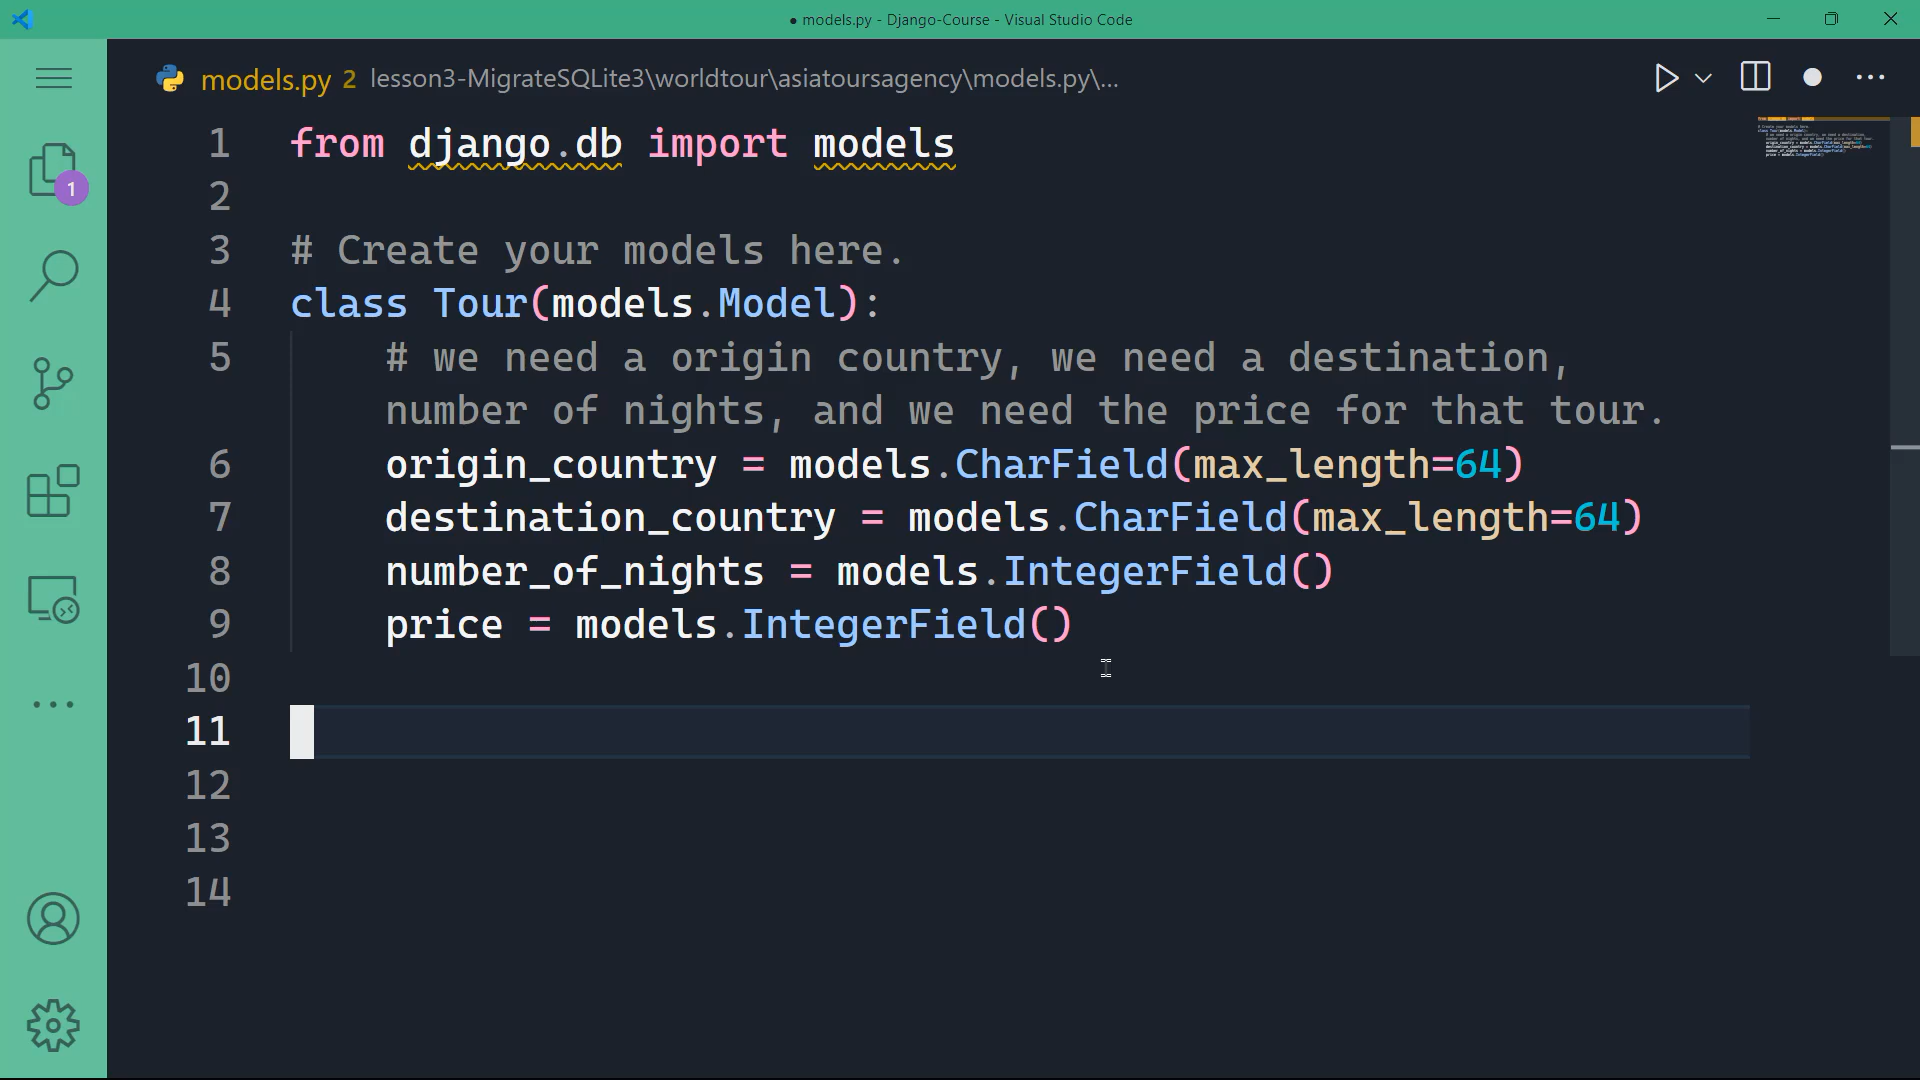 ● models.py - Django-Course - Visual Studio Code
models.py 2 lesson3-MigrateSQLite3\worldtour\asiatoursagency\models.py\...
1 from django.db import models
2
3 # Create your models here.
4 class Tour(models.Model):
5 # we need a origin country, we need a destination,
number of nights, and we need the price for that tour.
6 origin_country = models.CharField(max_length=64)
7 destination_country = models.CharField(max_length=64)
8 number_of_nights = models.IntegerField()
9 price = models.IntegerField()
10
11
12
13
14
1